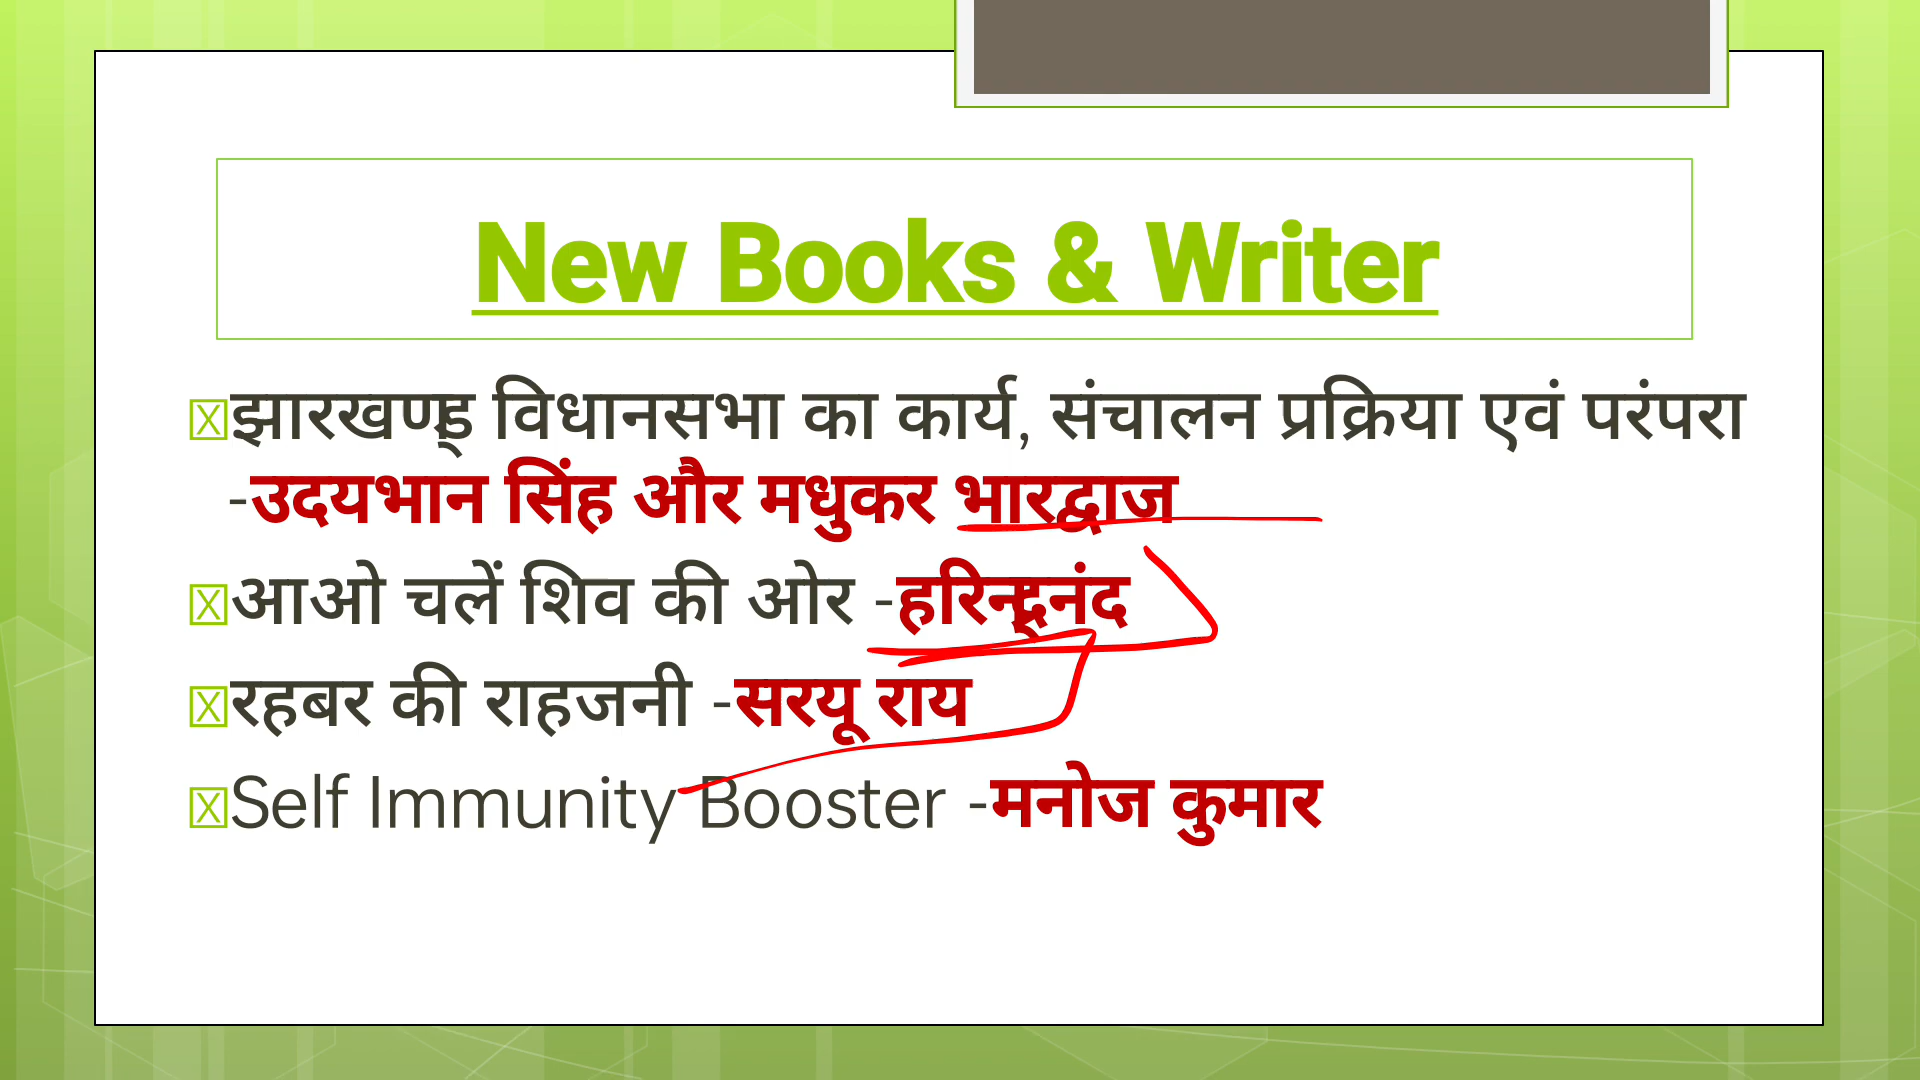 New Books & Writer
झारखण्ड विधानसभा का कार्य, संचालन प्रक्रिया एवं परंपरा
-उदयभान सिंह और मधुकर भारद्वाज
आओ चलें शिव की ओर -हरिन्द्रनंद
रहबर की राहजनी -सरयू राय
Self Immunity Booster -मनोज कुमार